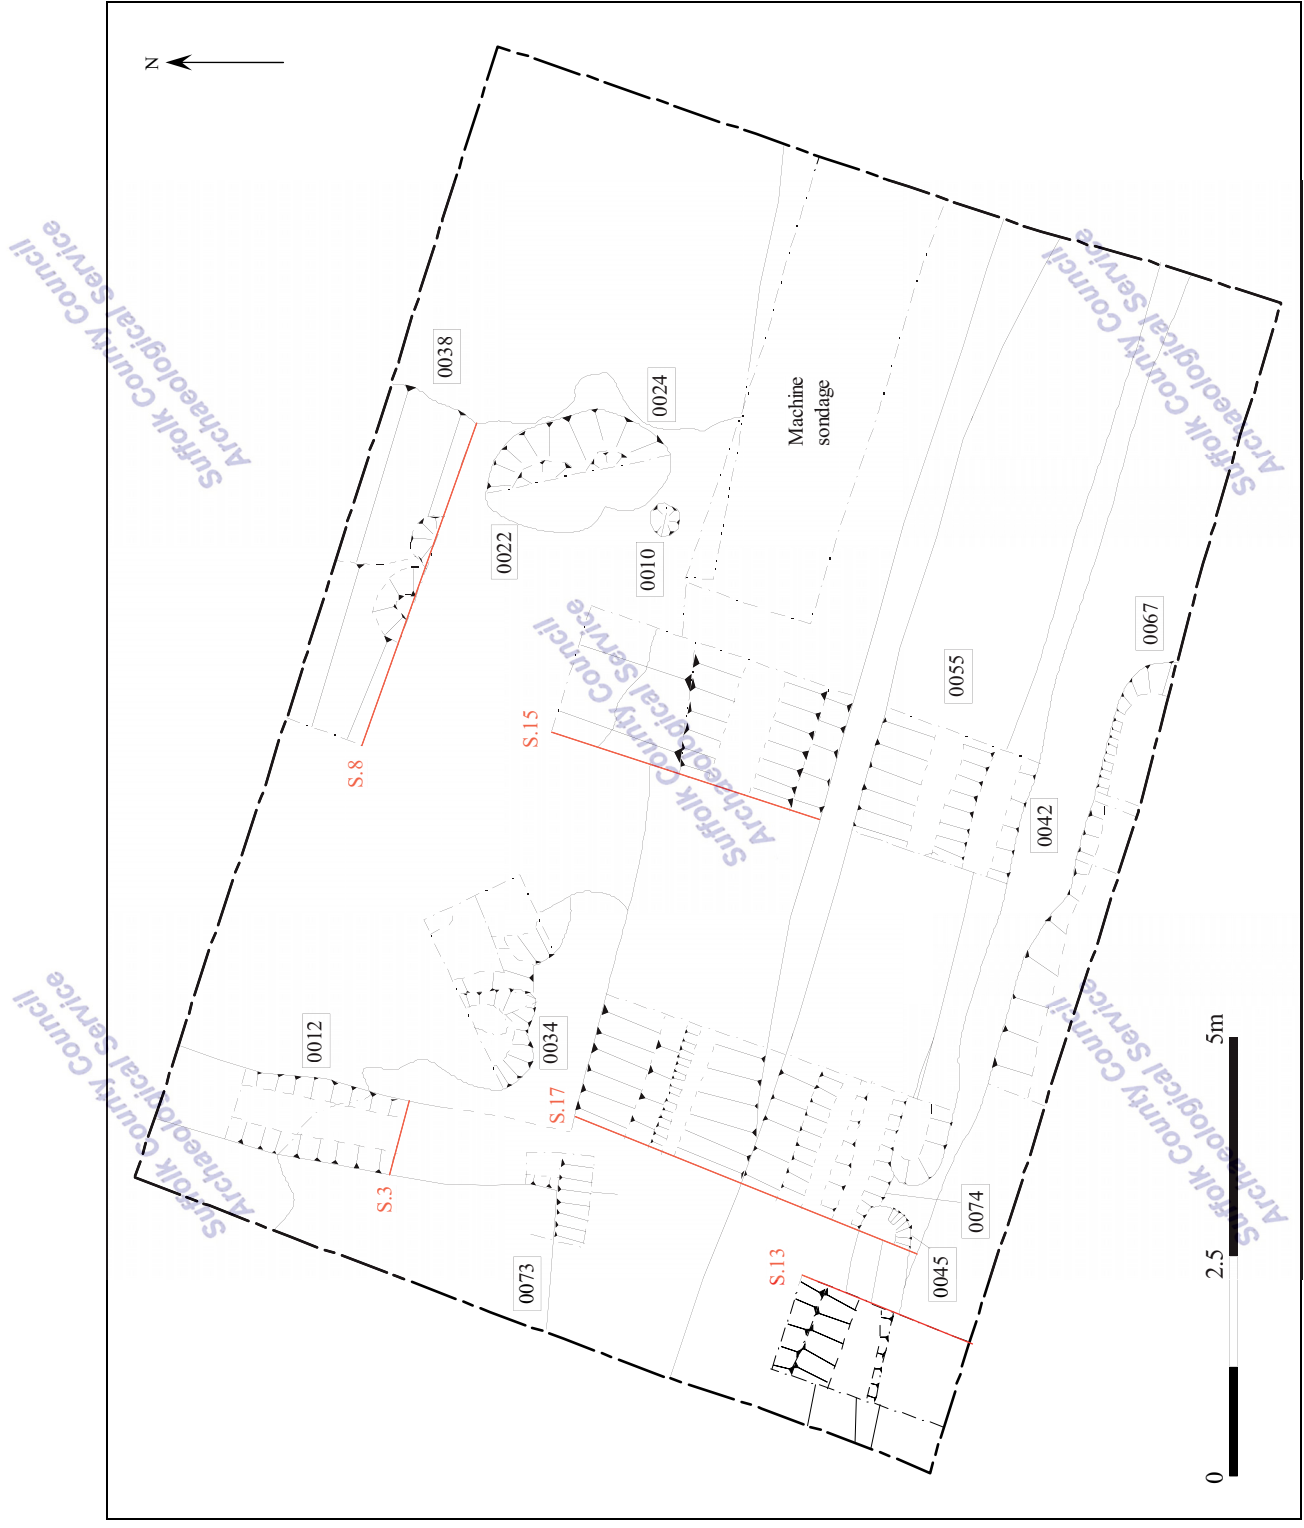 N
Suffolk County Council
Archaeological Service
Suffolk County Council
Archaeological Service
0038
0024
Machine
sondage
0022
0010
Suffolk County Council
Archaeological Service
0067
0055
S.15
S.8
0042
Suffolk County Council
Archaeological Service
Suffolk County Council
Archaeological Service
0012
0034
S.17
5m
S.3
0074
2.5
S.13
0045
0073
0